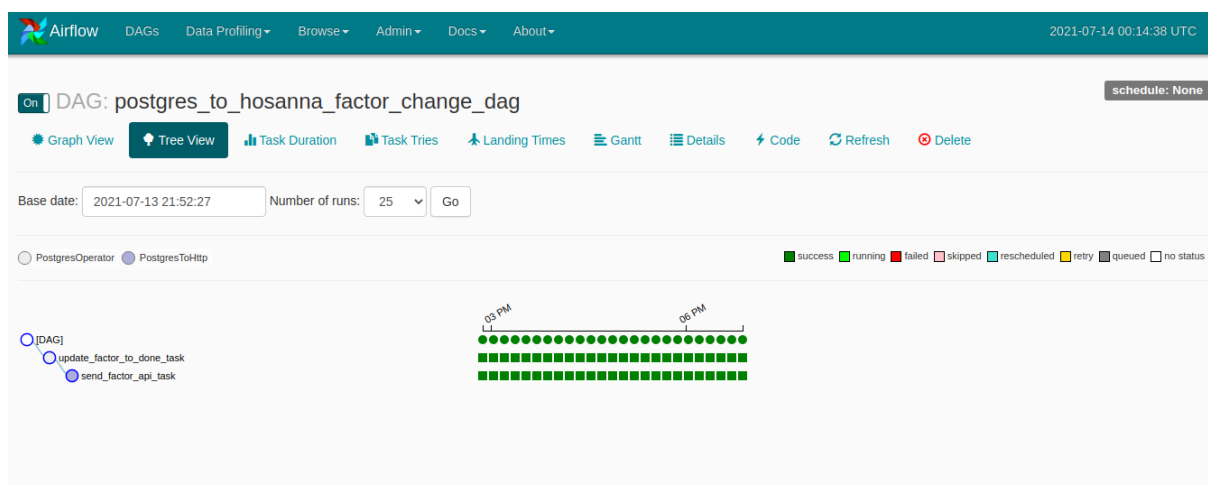 Airflow DAGs Data Profiling Browse Admin Docs About 2021-07-14 00:14:38 UTC
schedule: None
On DAG: postgres_to_hosanna_factor_change_dag
Graph View Tree View Task Duration Task Tries Landing Times Gantt Details Code Refresh Delete
Base date: 2021-07-13 21:52:27 Number of runs: 25 Go
PostgresOperator PostgresToHttp success running failed skipped rescheduled retry queued no status
03 PM 06 PM
[DAG]
update_factor_to_done_task
send_factor_api_task